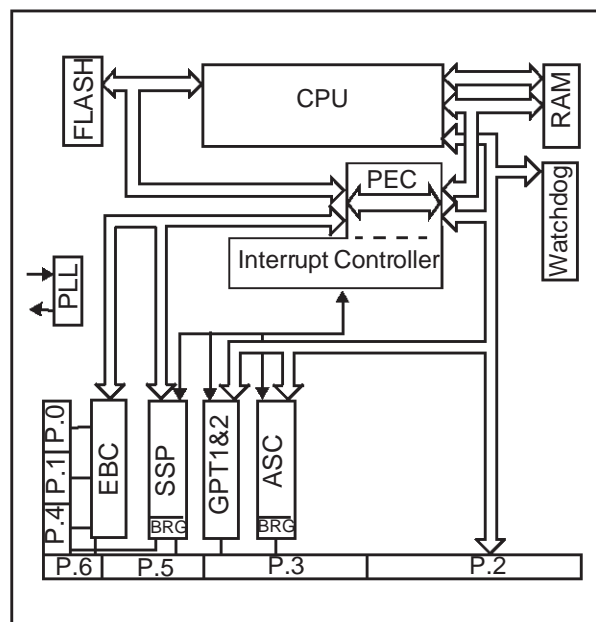 FLASH
CPU
RAM
PEC
Watchdog
Interrupt Controller
PLL
P.0
P.1
P.4
EBC
SSP
BRG
GPT1&2
ASC
BRG
P.6
P.5
P.3
P.2